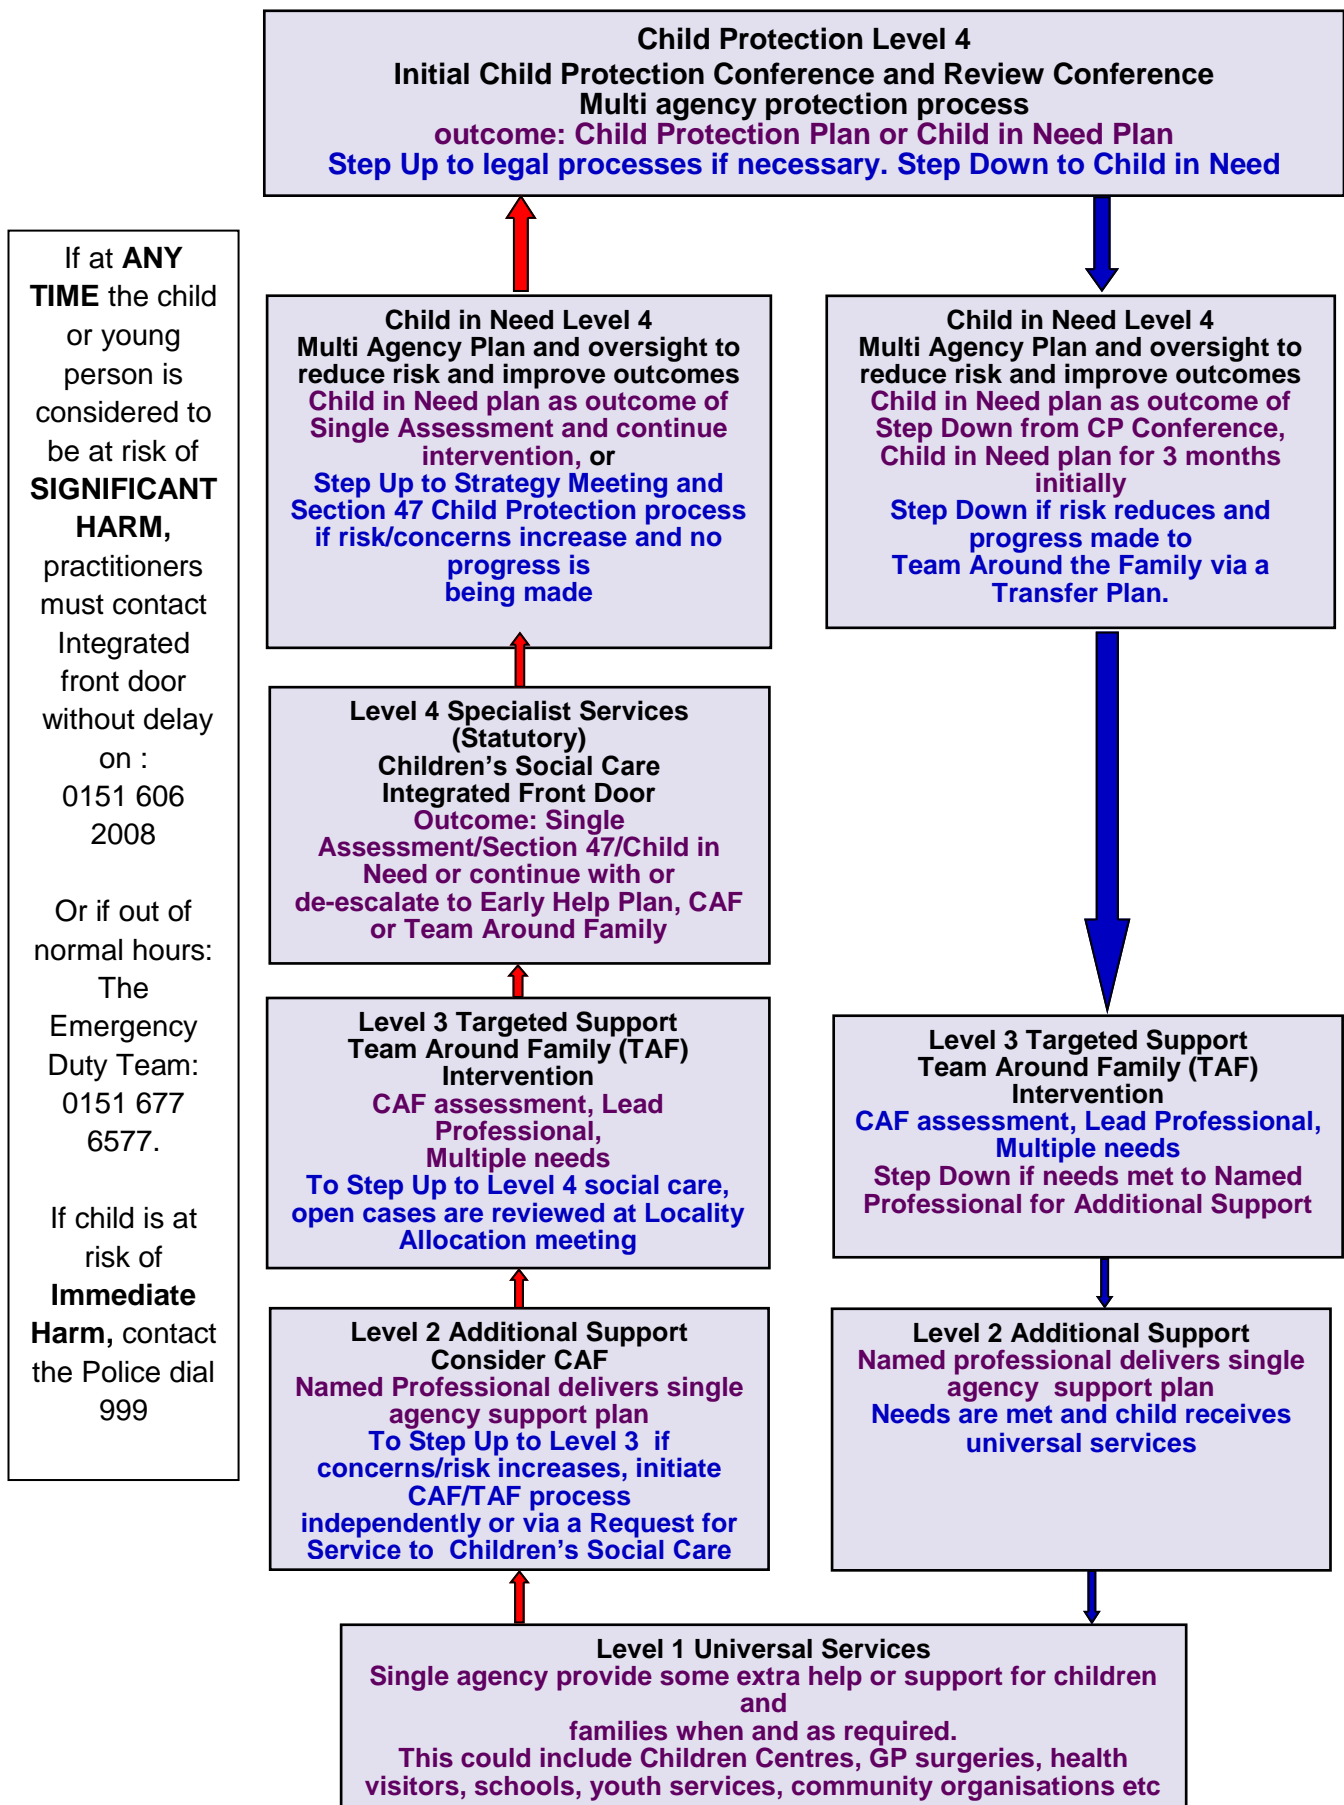 Child Protection Level 4
Initial Child Protection Conference and Review Conference
Multi agency protection process
outcome: Child Protection Plan or Child in Need Plan
Step Up to legal processes if necessary. Step Down to Child in Need
If at ANY
TIME the child
or young
person is
considered to
be at risk of
SIGNIFICANT
HARM,
practitioners
must contact
Integrated
front door
without delay
on :
0151 606
2008
Or if out of
normal hours:
The
Emergency
Duty Team:
0151 677
6577.
If child is at
risk of
Immediate
Harm, contact
the Police dial
999
Child in Need Level 4
Multi Agency Plan and oversight to
reduce risk and improve outcomes
Child in Need plan as outcome of
Single Assessment and continue
intervention, or
Step Up to Strategy Meeting and
Section 47 Child Protection process
if risk/concerns increase and no
progress is
being made
Child in Need Level 4
Multi Agency Plan and oversight to
reduce risk and improve outcomes
Child in Need plan as outcome of
Step Down from CP Conference,
Child in Need plan for 3 months
initially
Step Down if risk reduces and
progress made to
Team Around the Family via a
Transfer Plan.
Level 4 Specialist Services
(Statutory)
Children’s Social Care
Integrated Front Door
Outcome: Single
Assessment/Section 47/Child in
Need or continue with or
de-escalate to Early Help Plan, CAF
or Team Around Family
Level 3 Targeted Support
Team Around Family (TAF)
Intervention
CAF assessment, Lead
Professional,
Multiple needs
To Step Up to Level 4 social care,
open cases are reviewed at Locality
Allocation meeting
Level 3 Targeted Support
Team Around Family (TAF)
Intervention
CAF assessment, Lead Professional,
Multiple needs
Step Down if needs met to Named
Professional for Additional Support
Level 2 Additional Support
Consider CAF
Named Professional delivers single
agency support plan
To Step Up to Level 3 if
concerns/risk increases, initiate
CAF/TAF process
independently or via a Request for
Service to Children’s Social Care
Level 2 Additional Support
Named professional delivers single
agency support plan
Needs are met and child receives
universal services
Level 1 Universal Services
Single agency provide some extra help or support for children
and
families when and as required.
This could include Children Centres, GP surgeries, health
visitors, schools, youth services, community organisations etc